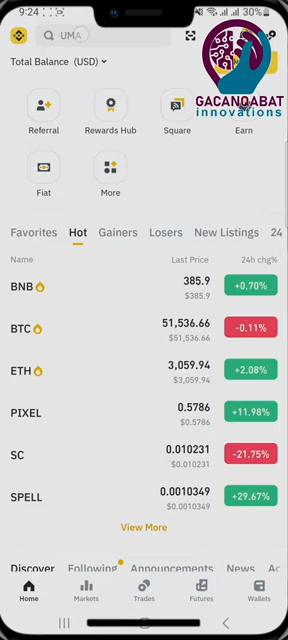 9:24 30%
UMA
Total Balance (USD)
GACANQABAT
innovations
Referral Rewards Hub Square Earn
Fiat More
Favorites Hot Gainers Losers New Listings 24
Name Last Price 24h chg%
BNB 385.9 +0.70%
$385.9
BTC 51,536.66 -0.11%
$51,536.66
ETH 3,059.94 +2.08%
$3,059.94
PIXEL 0.5786 +11.98%
$0.5786
SC 0.010231 -21.75%
$0.010231
SPELL 0.0010349 +29.67%
$0.0010349
View More
Discover Following Announcements News Ac
Home Markets Trades Futures Wallets